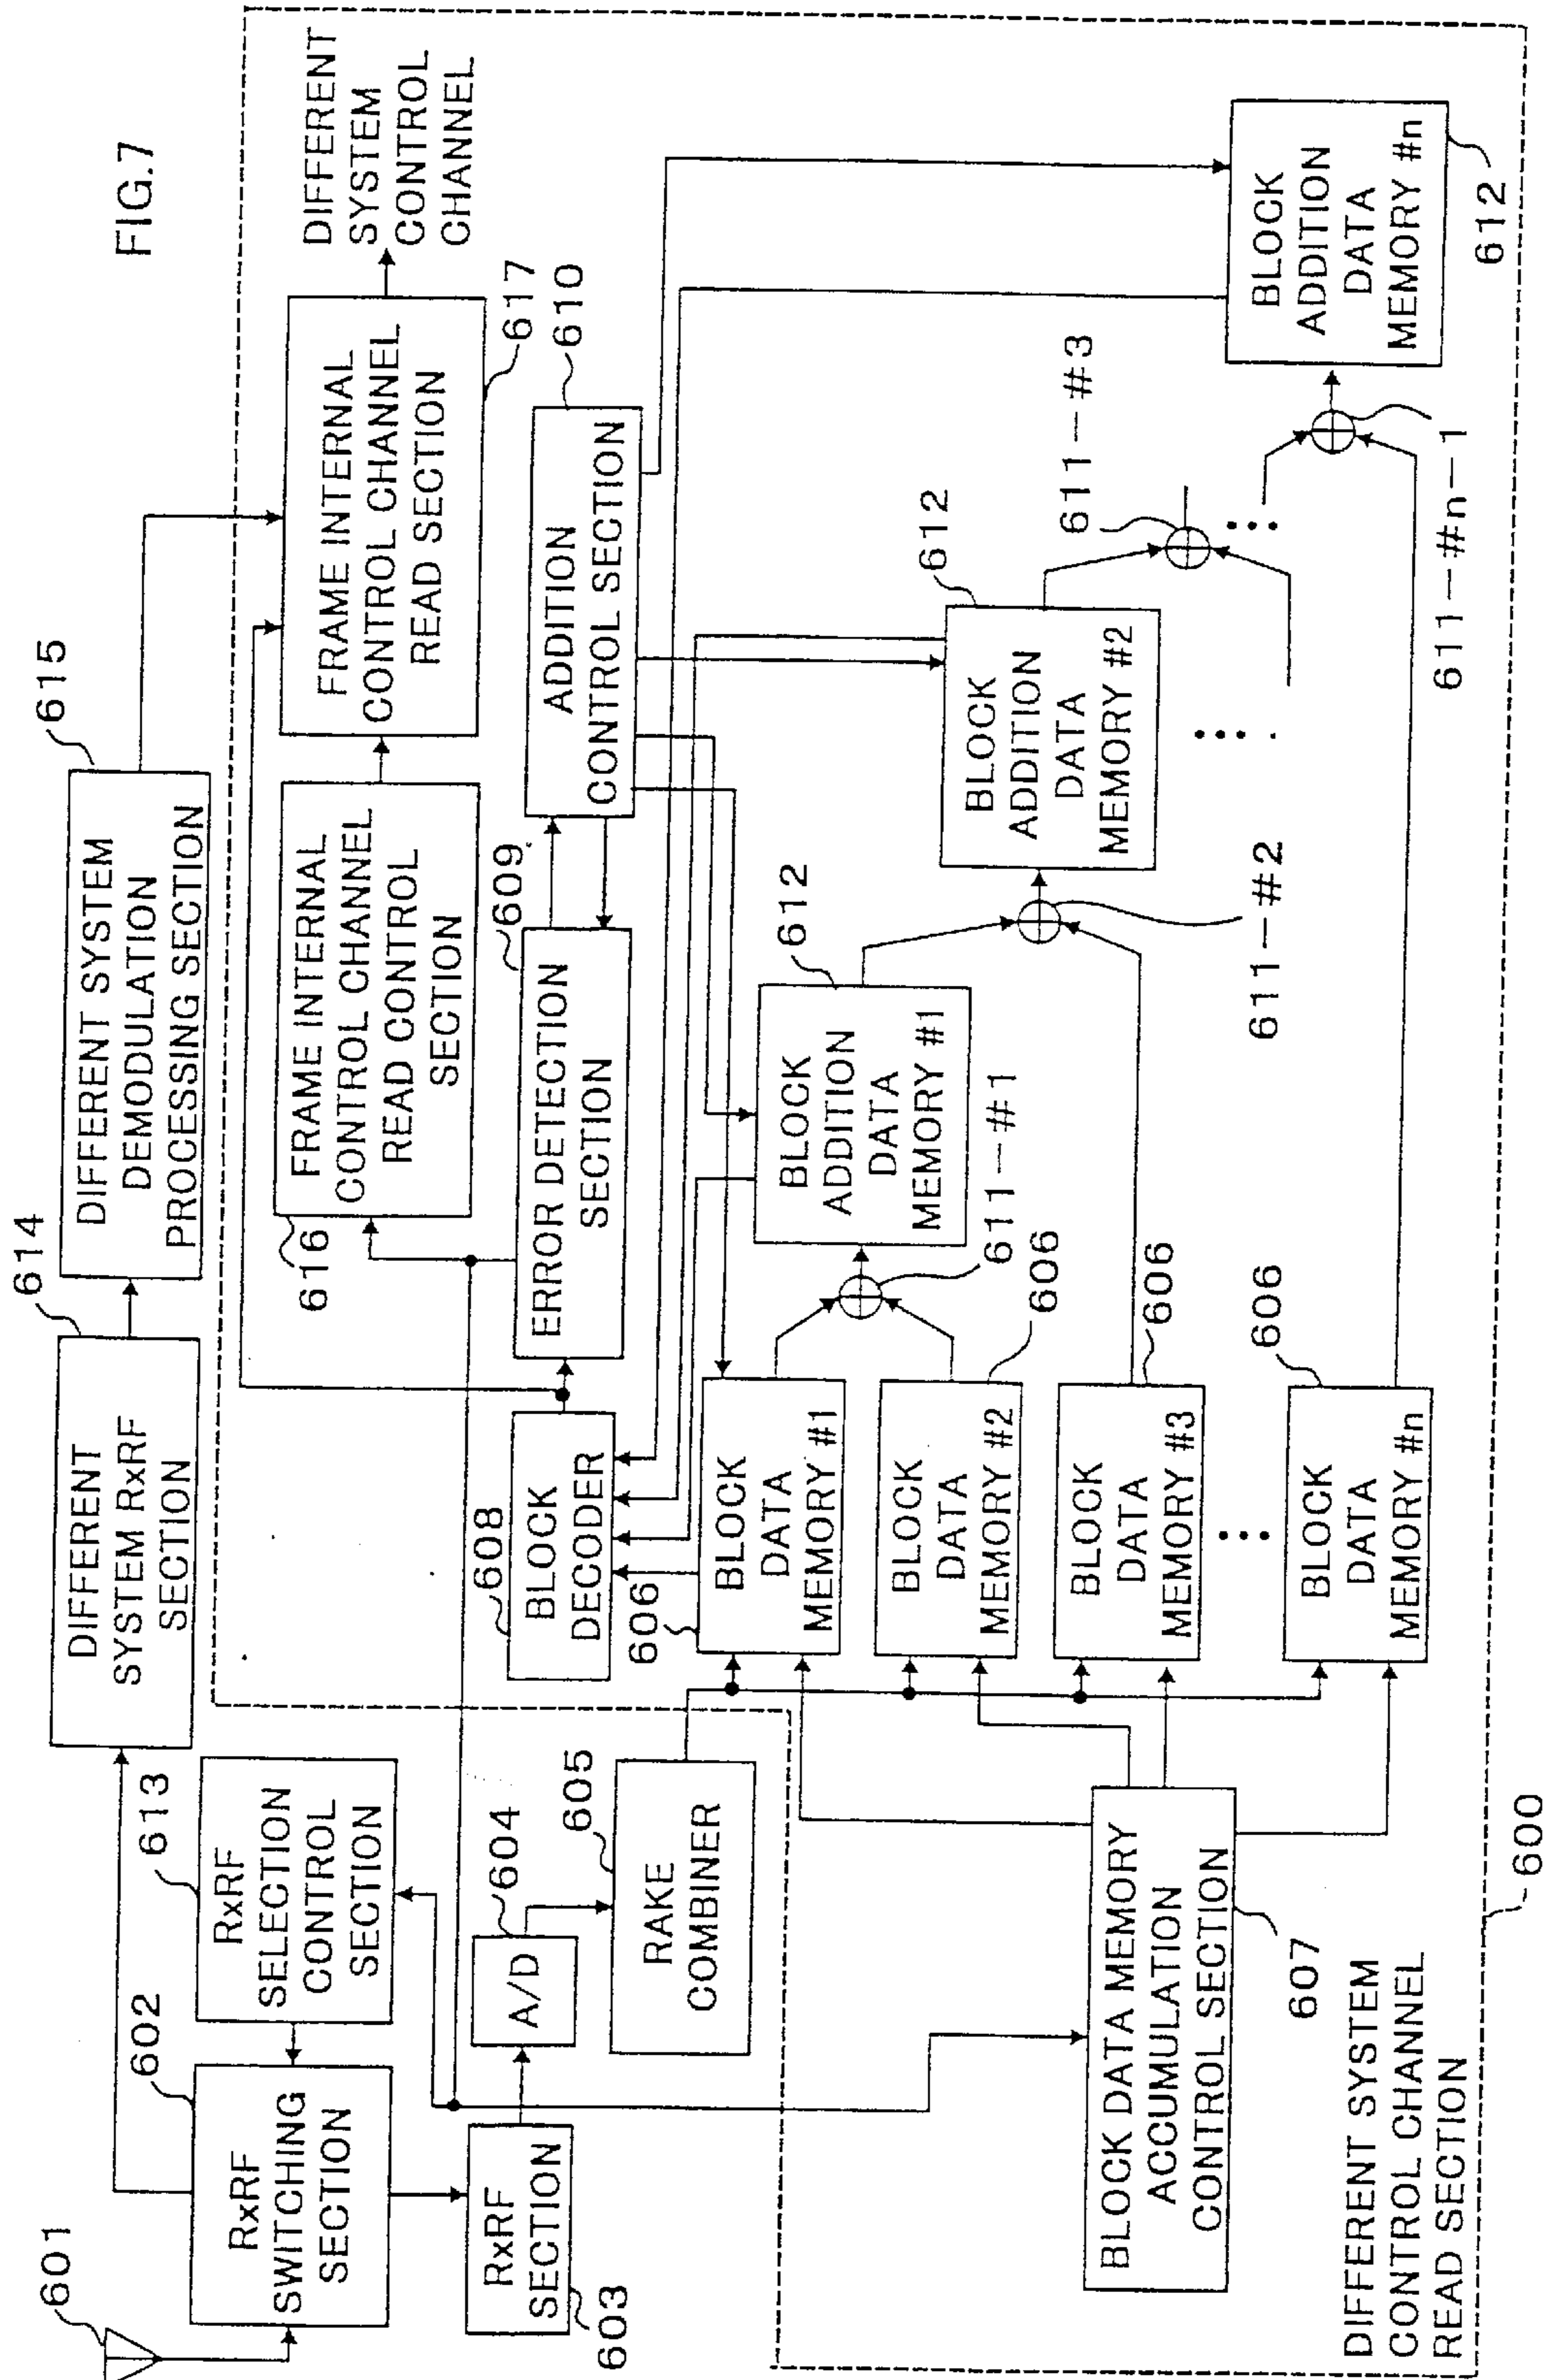 FIG.7
601
602
RxRF
SWITCHING
SECTION
613
RxRF
SELECTION
CONTROL
SECTION
614
DIFFERENT
SYSTEM RxRF
SECTION
615
DIFFERENT SYSTEM
DEMODULATION
PROCESSING SECTION
603
RxRF
SECTION
604
A/D
605
RAKE
COMBINER
616
FRAME INTERNAL
CONTROL CHANNEL
READ CONTROL
SECTION
617
FRAME INTERNAL
CONTROL CHANNEL
READ SECTION
DIFFERENT
SYSTEM
CONTROL
CHANNEL
608
BLOCK
DECODER
609
ERROR DETECTION
SECTION
610
ADDITION
CONTROL SECTION
606
BLOCK
DATA
MEMORY #1
606
BLOCK
DATA
MEMORY #2
606
BLOCK
DATA
MEMORY #3
606
BLOCK
DATA
MEMORY #n
611-#1
612
BLOCK
ADDITION
DATA
MEMORY #1
611-#2
612
BLOCK
ADDITION
DATA
MEMORY #2
611-#3
611-#n-1
BLOCK
ADDITION
DATA
MEMORY #n
612
BLOCK DATA MEMORY
ACCUMULATION
CONTROL SECTION
607
DIFFERENT SYSTEM
CONTROL CHANNEL
READ SECTION
600